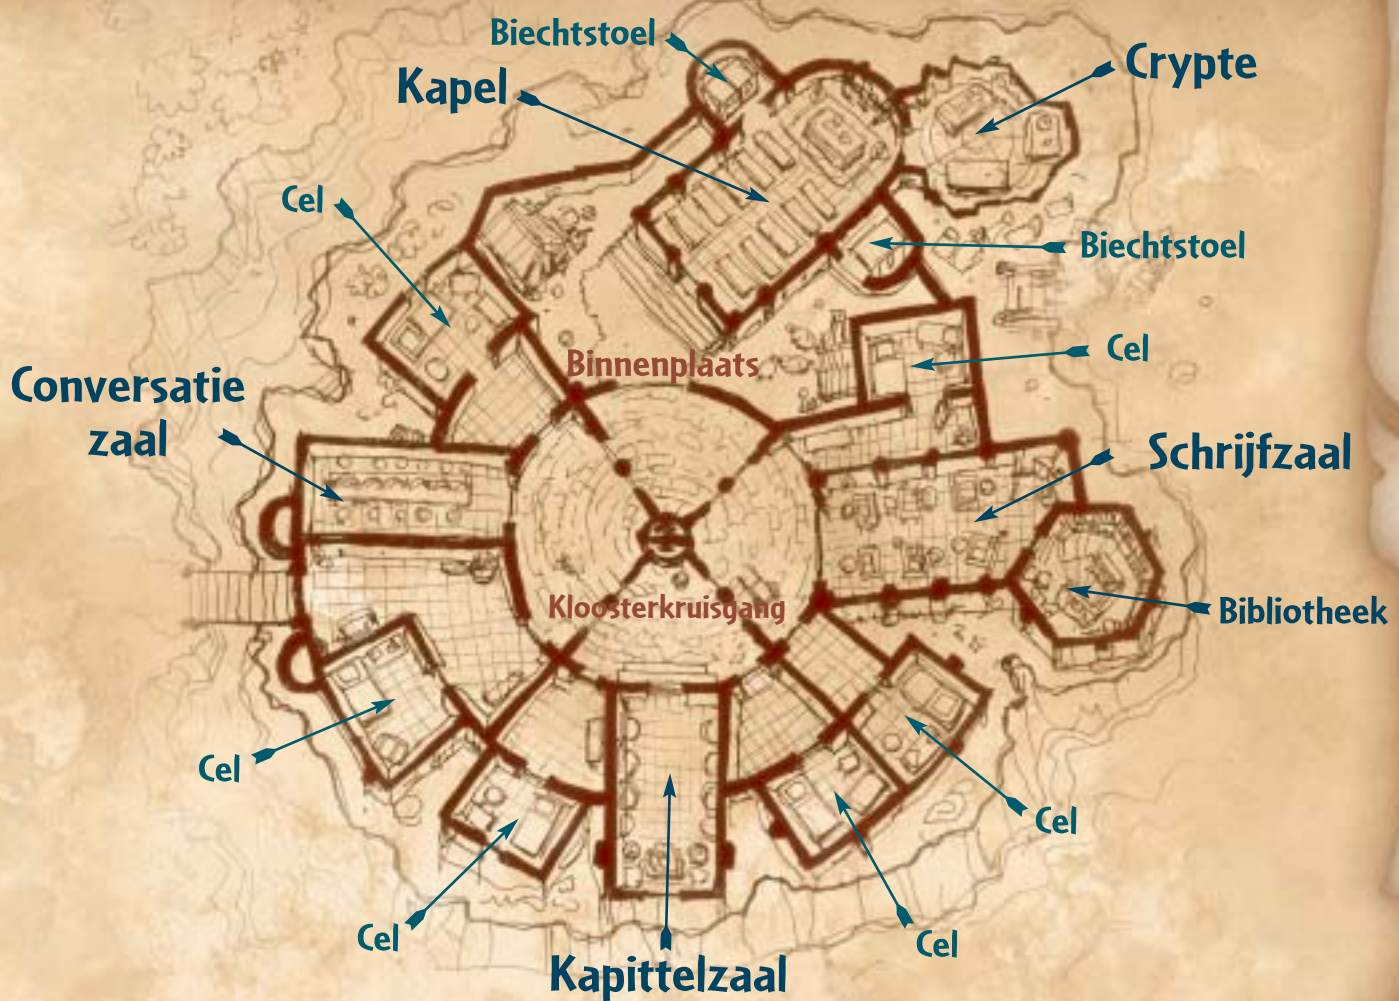 Biechtstoel
Kapel
Crypte
Cel
Biechtstoel
Cel
Binnenplaats
Conversatie
zaal
Schrijfzaal
Kloosterkruisgang
Bibliotheek
Cel
Cel
Cel
Cel
Kapittelzaal